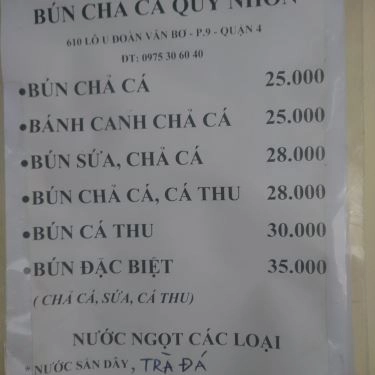 BÚN CHẢ CÁ QUY NHƠN
610 LÔ U ĐOÀN VĂN BƠ - P.9 - QUẬN 4
ĐT: 0975 30 60 40
•BÚN CHẢ CÁ 25.000
•BÁNH CANH CHẢ CÁ 25.000
•BÚN SỨA, CHẢ CÁ 28.000
•BÚN CHẢ CÁ, CÁ THU 28.000
•BÚN CÁ THU 30.000
•BÚN ĐẶC BIỆT 35.000
( CHẢ CÁ, SỨA, CÁ THU)
NƯỚC NGỌT CÁC LOẠI
* NƯỚC SẮN DÂY, TRÀ ĐÁ